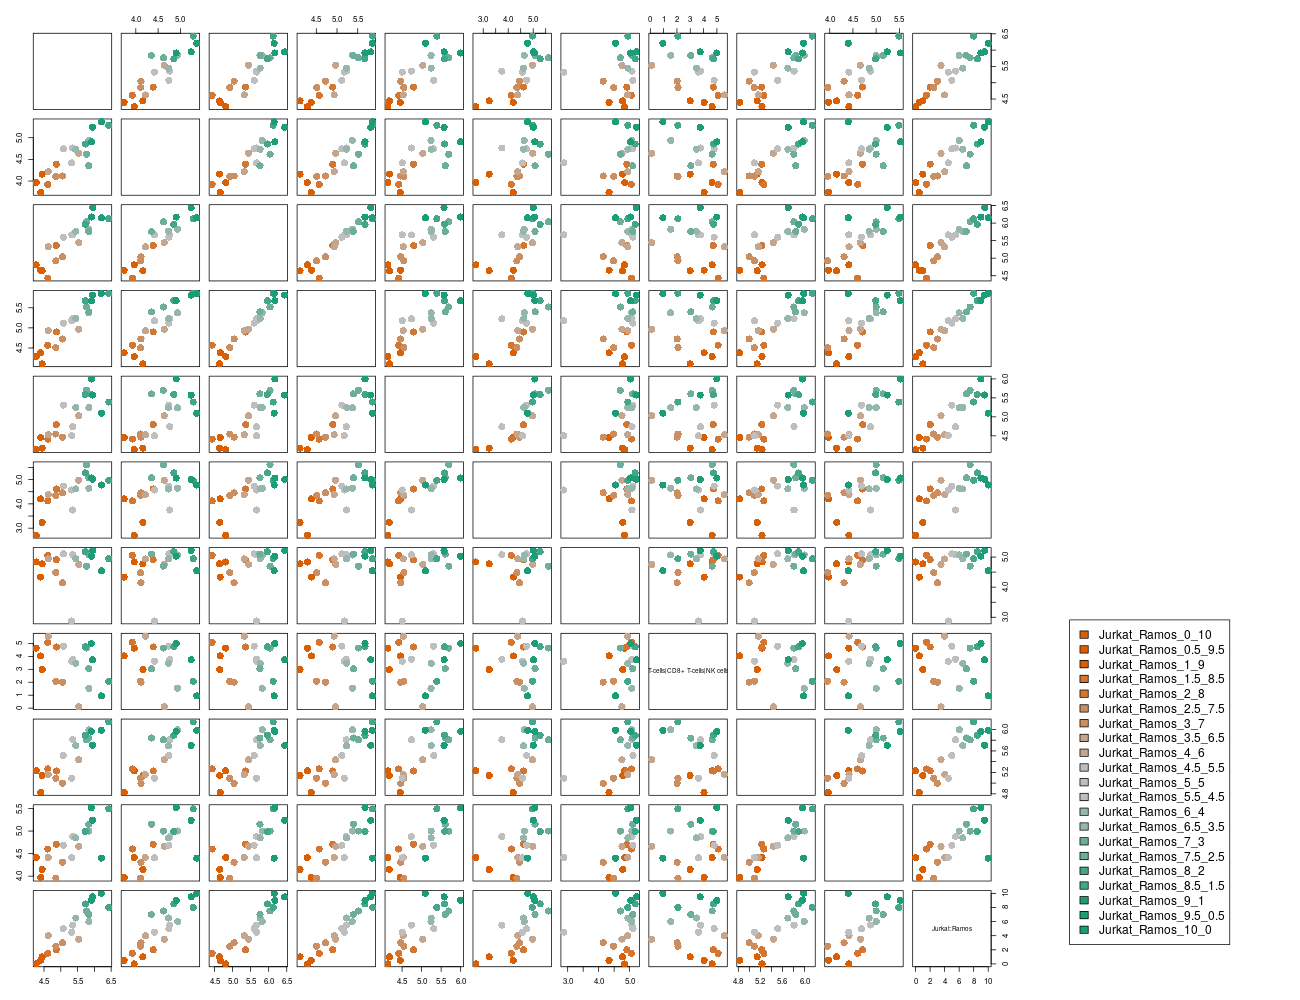 4.0 5.0 4.5 5.0 5.5 3.0 4.0 5.0 0 1 2 3 4 5 4.0 4.5 5.0 5.5
4.5 5.5 6.5
4.0 4.5 5.0
4.5 5.0 5.5 6.0 6.5
4.5 5.0 5.5
4.5 5.0 5.5 6.0
3.0 4.0 5.0
3.0 4.0 5.0
0 1 2 3 4 5
T-cells|CD8+ T-cells|NK cells
4.8 5.2 5.6 6.0
4.0 4.5 5.0 5.5
Jurkat:Ramos
0 2 4 6 8 10
4.5 5.5 6.5 4.5 5.0 5.5 6.0 6.5 4.5 5.0 5.5 6.0 3.0 4.0 5.0 4.8 5.2 5.6 6.0 0 2 4 6 8 10
Jurkat_Ramos_0_10
Jurkat_Ramos_0.5_9.5
Jurkat_Ramos_1_9
Jurkat_Ramos_1.5_8.5
Jurkat_Ramos_2_8
Jurkat_Ramos_2.5_7.5
Jurkat_Ramos_3_7
Jurkat_Ramos_3.5_6.5
Jurkat_Ramos_4_6
Jurkat_Ramos_4.5_5.5
Jurkat_Ramos_5_5
Jurkat_Ramos_5.5_4.5
Jurkat_Ramos_6_4
Jurkat_Ramos_6.5_3.5
Jurkat_Ramos_7_3
Jurkat_Ramos_7.5_2.5
Jurkat_Ramos_8_2
Jurkat_Ramos_8.5_1.5
Jurkat_Ramos_9_1
Jurkat_Ramos_9.5_0.5
Jurkat_Ramos_10_0